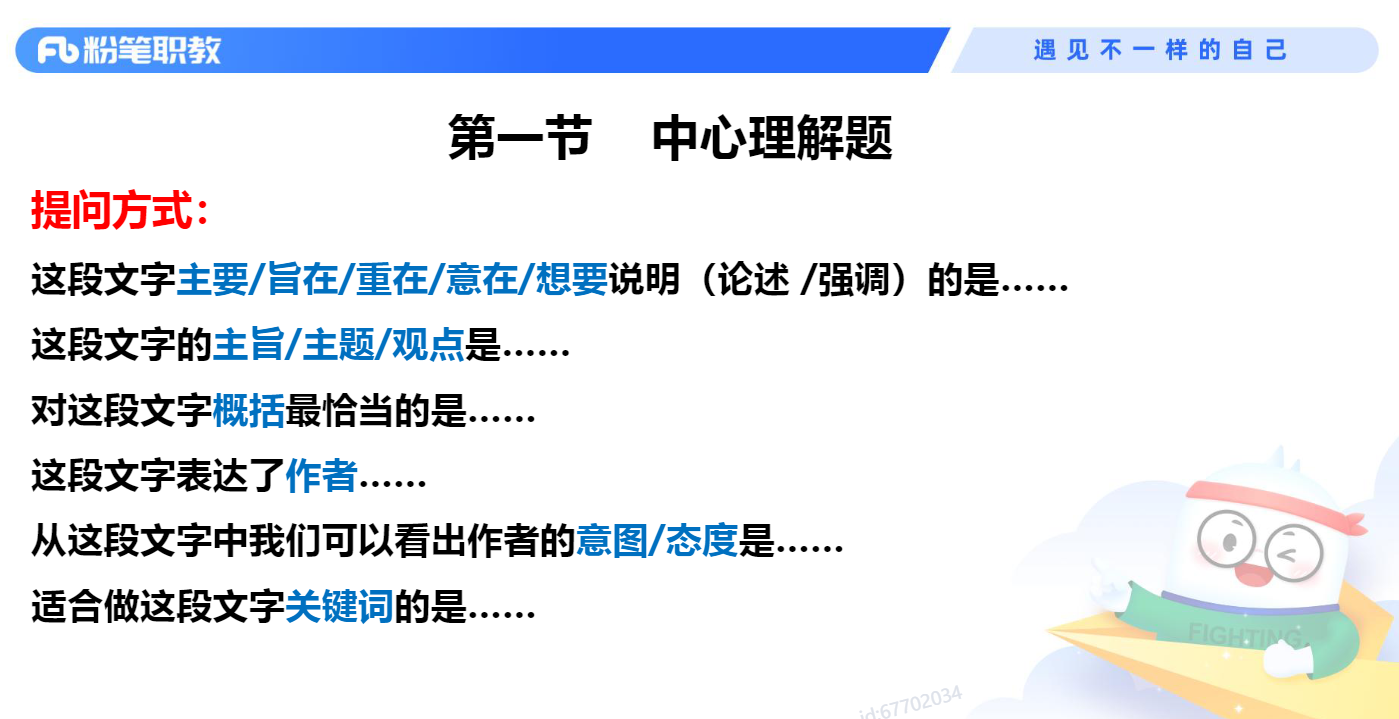 粉笔职教
遇见不一样的自己
第一节 中心理解题
提问方式：
这段文字主要/旨在/重在/意在/想要说明（论述 /强调）的是……
这段文字的主旨/主题/观点是……
对这段文字概括最恰当的是……
这段文字表达了作者……
从这段文字中我们可以看出作者的意图/态度是……
适合做这段文字关键词的是……
FIGHTING
id:67702034